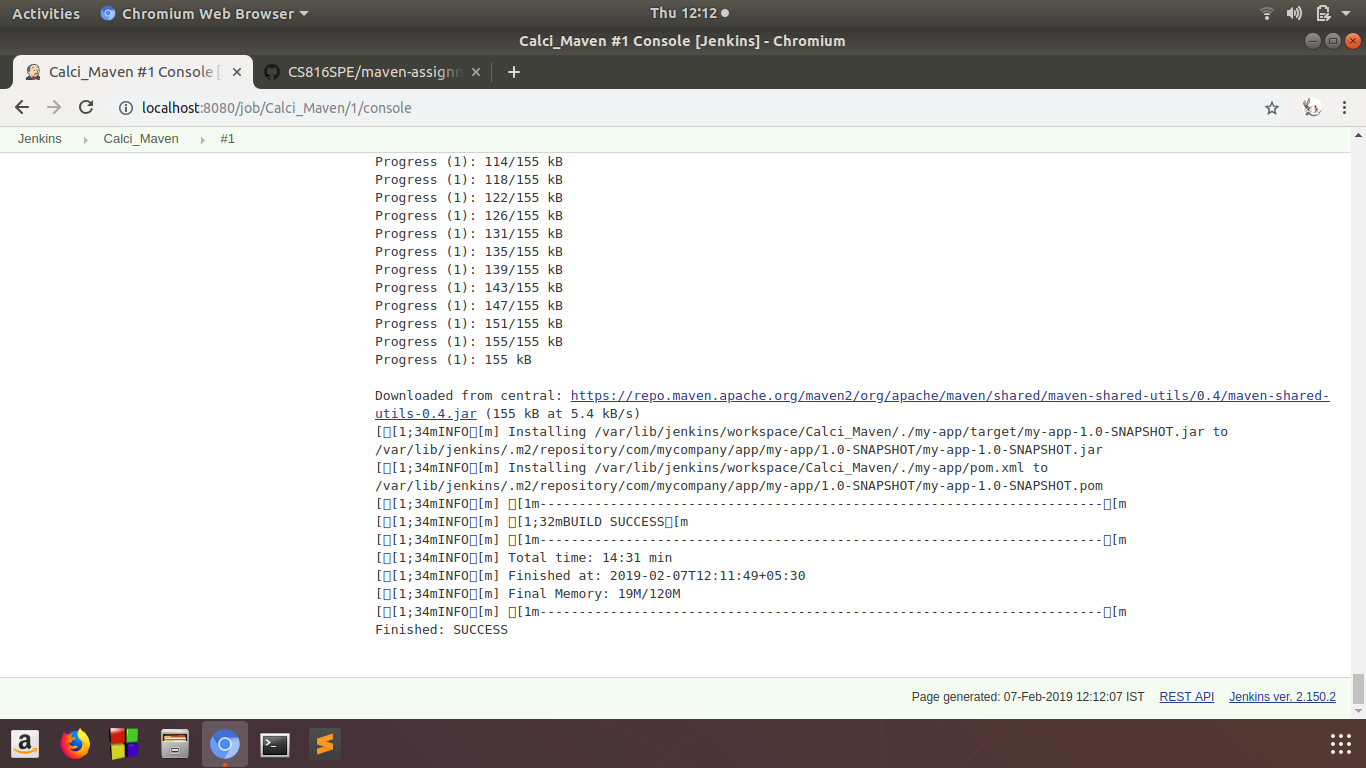 Activities Chromium Web Browser Thu 12:12
Calci_Maven #1 Console [Jenkins] - Chromium
Calci_Maven #1 Console [ CS816SPE/maven-assignn
localhost:8080/job/Calci_Maven/1/console
Jenkins Calci_Maven #1
Progress (1): 114/155 kB
Progress (1): 118/155 kB
Progress (1): 122/155 kB
Progress (1): 126/155 kB
Progress (1): 131/155 kB
Progress (1): 135/155 kB
Progress (1): 139/155 kB
Progress (1): 143/155 kB
Progress (1): 147/155 kB
Progress (1): 151/155 kB
Progress (1): 155/155 kB
Progress (1): 155 kB
Downloaded from central: https://repo.maven.apache.org/maven2/org/apache/maven/shared/maven-shared-utils/0.4/maven-shared-
utils-0.4.jar (155 kB at 5.4 kB/s)
[□[1;34mINFO□[m] Installing /var/lib/jenkins/workspace/Calci_Maven/./my-app/target/my-app-1.0-SNAPSHOT.jar to
/var/lib/jenkins/.m2/repository/com/mycompany/app/my-app/1.0-SNAPSHOT/my-app-1.0-SNAPSHOT.jar
[□[1;34mINFO□[m] Installing /var/lib/jenkins/workspace/Calci_Maven/./my-app/pom.xml to
/var/lib/jenkins/.m2/repository/com/mycompany/app/my-app/1.0-SNAPSHOT/my-app-1.0-SNAPSHOT.pom
[□[1;34mINFO□[m] □[1m------------------------------------------------------------------------□[m
[□[1;34mINFO□[m] □[1;32mBUILD SUCCESS□[m
[□[1;34mINFO□[m] □[1m------------------------------------------------------------------------□[m
[□[1;34mINFO□[m] Total time: 14:31 min
[□[1;34mINFO□[m] Finished at: 2019-02-07T12:11:49+05:30
[□[1;34mINFO□[m] Final Memory: 19M/120M
[□[1;34mINFO□[m] □[1m------------------------------------------------------------------------□[m
Finished: SUCCESS
Page generated: 07-Feb-2019 12:12:07 IST REST API Jenkins ver. 2.150.2